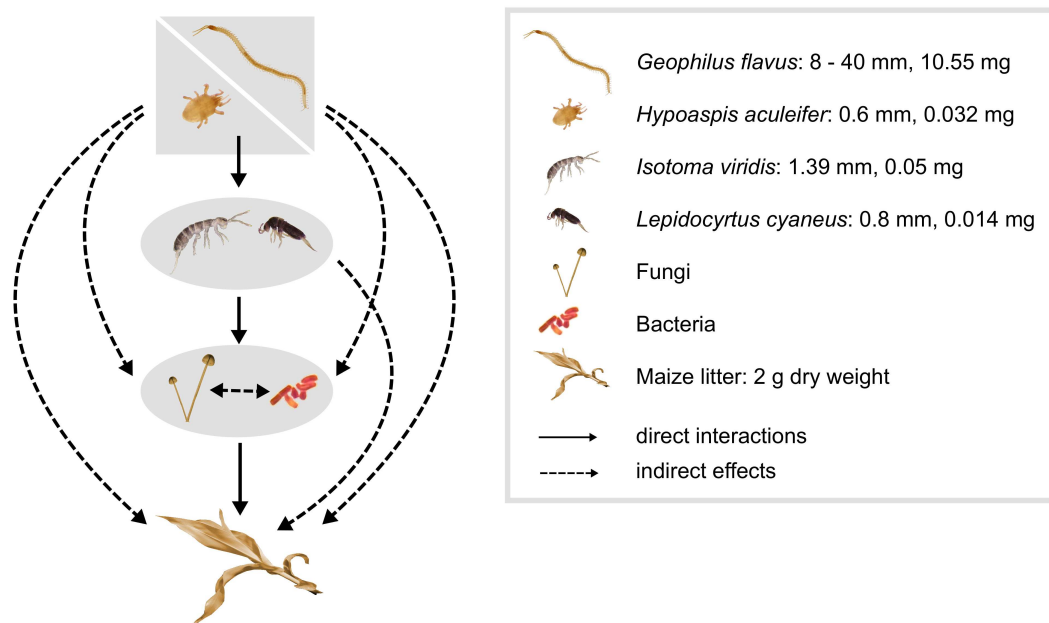 Geophilus flavus: 8 - 40 mm, 10.55 mg
Hypoaspis aculeifer: 0.6 mm, 0.032 mg
Isotoma viridis: 1.39 mm, 0.05 mg
Lepidocyrtus cyaneus: 0.8 mm, 0.014 mg
Fungi
Bacteria
Maize litter: 2 g dry weight
direct interactions
indirect effects